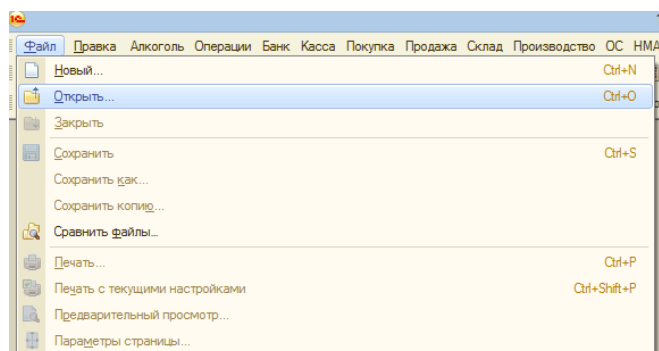 1С
Файл Правка Алкоголь Операции Банк Касса Покупка Продажа Склад Производство ОС НМА
Новый... Ctrl+N
Открыть... Ctrl+O
Закрыть
Сохранить Ctrl+S
Сохранить как...
Сохранить копию...
Сравнить файлы...
Печать... Ctrl+P
Печать с текущими настройками Ctrl+Shift+P
Предварительный просмотр...
Параметры страницы...